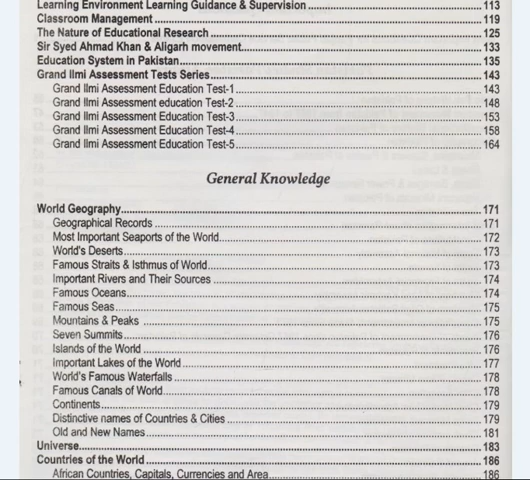 Learning Environment Learning Guidance & Supervision........113
Classroom Management........119
The Nature of Educational Research........125
Sir Syed Ahmad Khan & Aligarh movement........133
Education System in Pakistan........135
Grand Ilmi Assessment Tests Series........143
Grand Ilmi Assessment Education Test-1........143
Grand Ilmi Assessment education Test-2........148
Grand Ilmi Assessment Education Test-3........153
Grand Ilmi Assessment Education Test-4........158
Grand Ilmi Assessment Education Test-5........164
General Knowledge
World Geography........171
Geographical Records........171
Most Important Seaports of the World........172
World's Deserts........173
Famous Straits & Isthmus of World........173
Important Rivers and Their Sources........174
Famous Oceans........174
Famous Seas........175
Mountains & Peaks........175
Seven Summits........176
Islands of the World........176
Important Lakes of the World........177
World's Famous Waterfalls........178
Famous Canals of World........178
Continents........179
Distinctive names of Countries & Cities........179
Old and New Names........181
Universe........183
Countries of the World........186
African Countries, Capitals, Currencies and Area........186